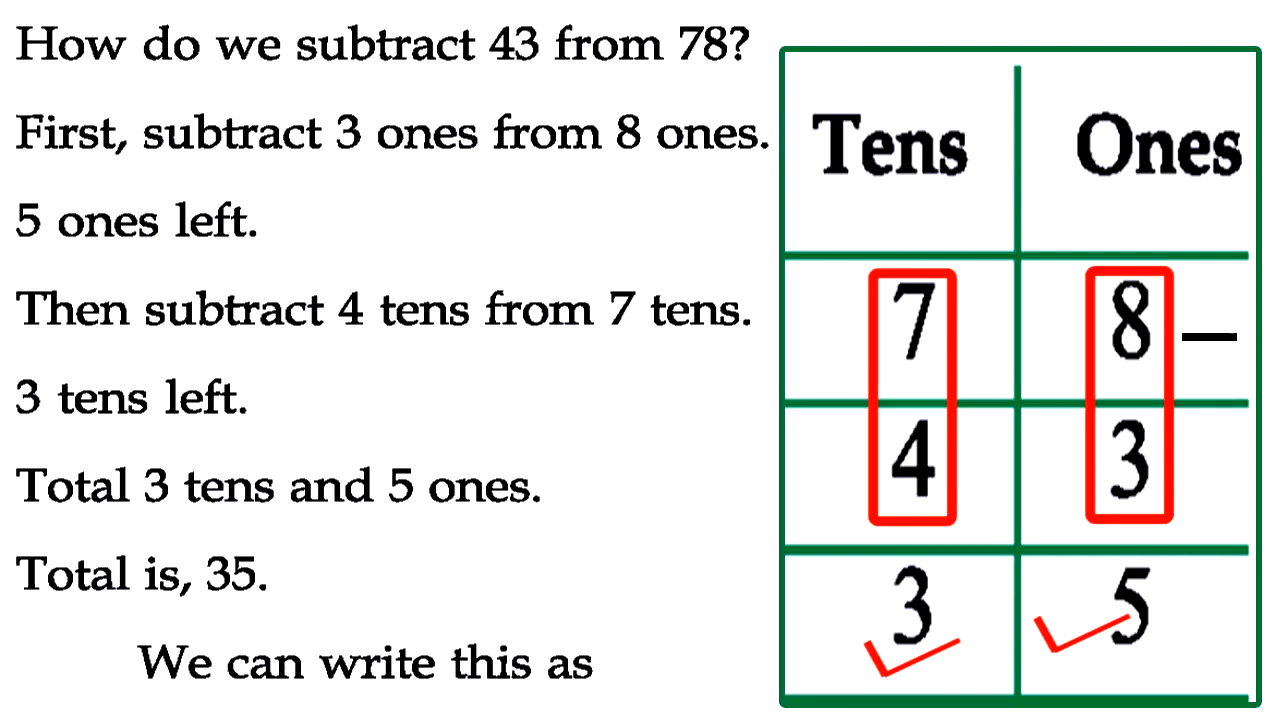 How do we subtract 43 from 78?
First, subtract 3 ones from 8 ones.
5 ones left.
Then subtract 4 tens from 7 tens.
3 tens left.
Total 3 tens and 5 ones.
Total is, 35.
We can write this as
Tens Ones
7 8 —
4 3
3 5